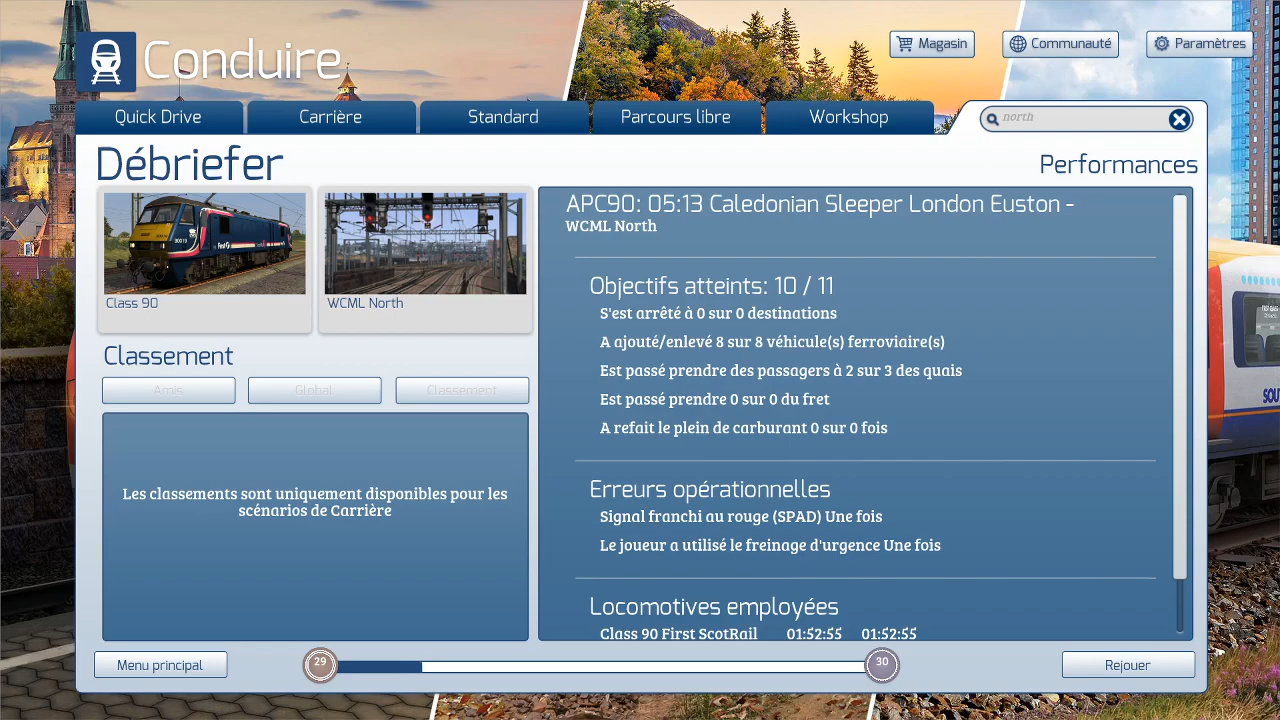 Conduire
Magasin
Communauté
Paramètres
Quick Drive
Carrière
Standard
Parcours libre
Workshop
north
Débriefer
Performances
Class 90
WCML North
Classement
Amis
Global
Classement
Les classements sont uniquement disponibles pour les
scénarios de Carrière
APC90: 05:13 Caledonian Sleeper London Euston -
WCML North
Objectifs atteints: 10 / 11
S'est arrêté à 0 sur 0 destinations
A ajouté/enlevé 8 sur 8 véhicule(s) ferroviaire(s)
Est passé prendre des passagers à 2 sur 3 des quais
Est passé prendre 0 sur 0 du fret
A refait le plein de carburant 0 sur 0 fois
Erreurs opérationnelles
Signal franchi au rouge (SPAD) Une fois
Le joueur a utilisé le freinage d'urgence Une fois
Locomotives employées
Class 90 First ScotRail 01:52:55 01:52:55
Menu principal
29
30
Rejouer
SOU